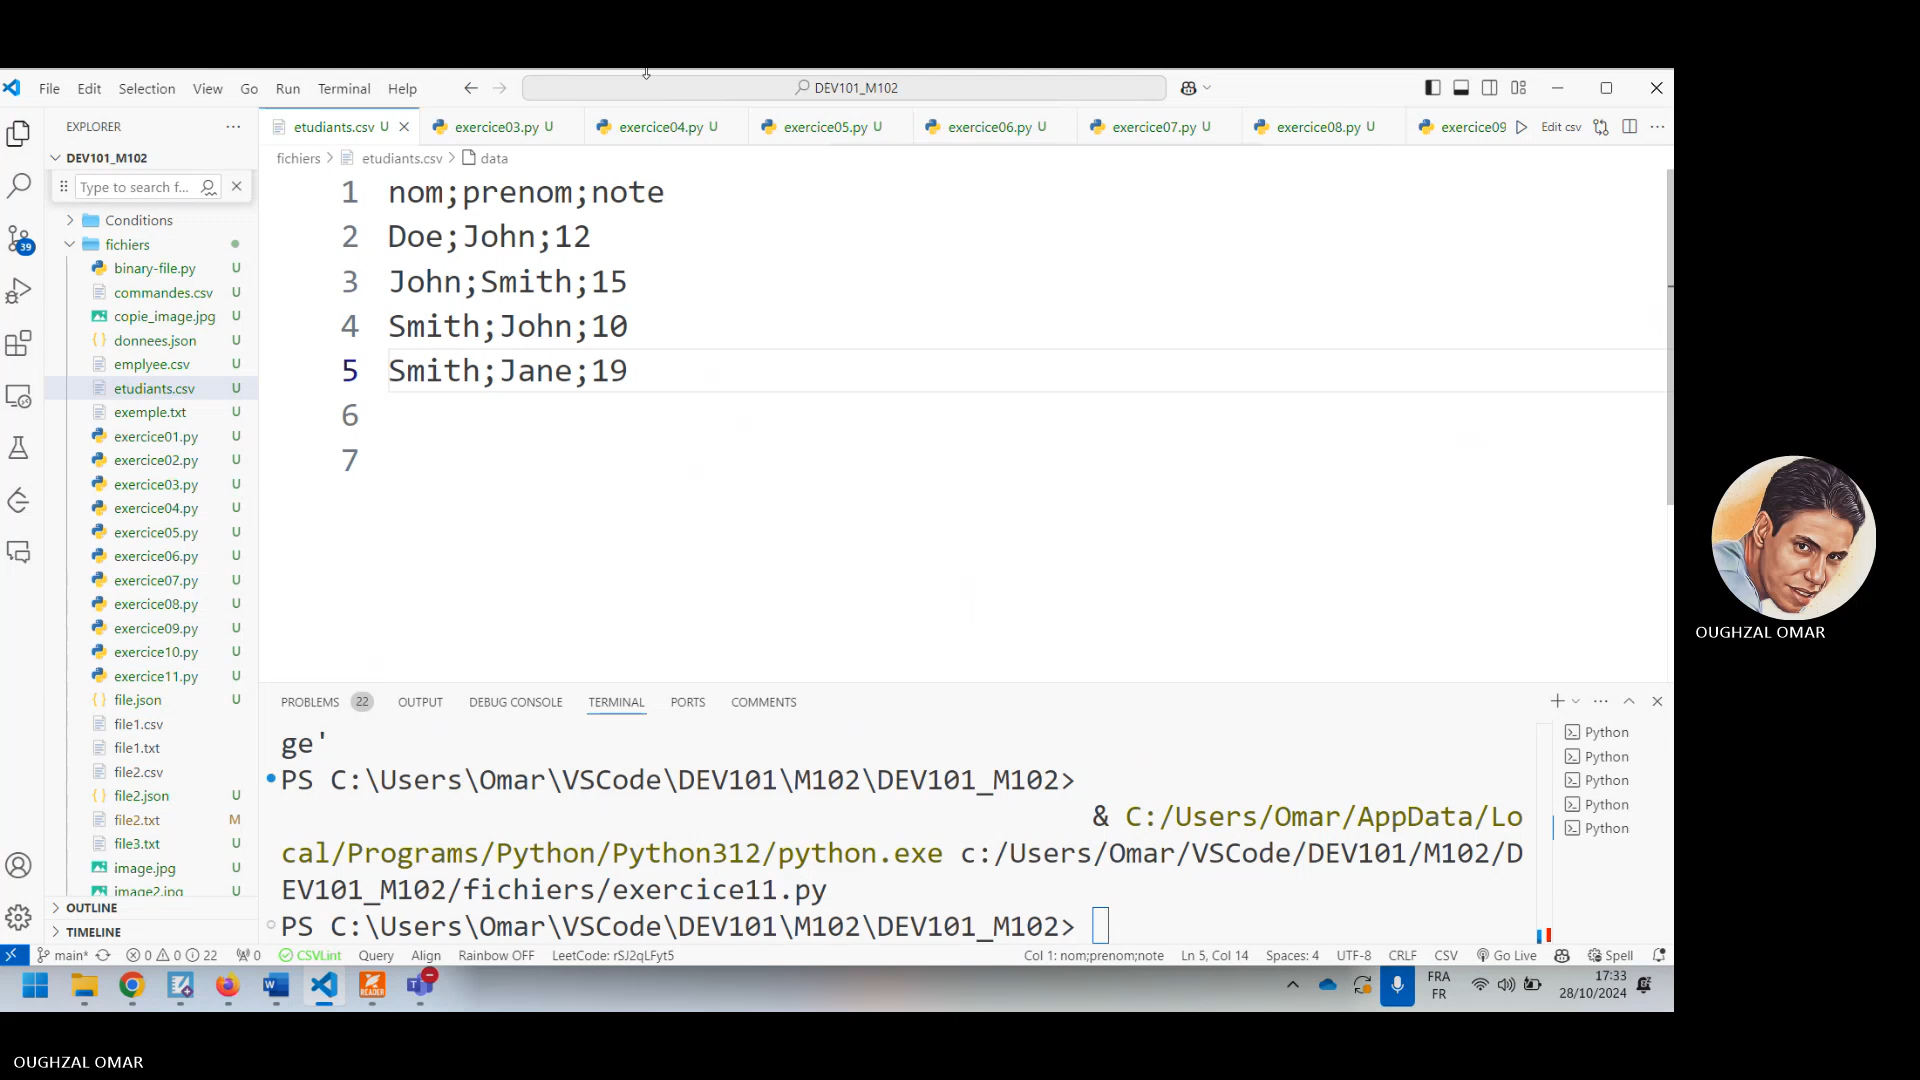 File Edit Selection View Go Run Terminal Help
DEV101_M102
EXPLORER
etudiants.csv U
exercice03.py U
exercice04.py U
exercice05.py U
exercice06.py U
exercice07.py U
exercice08.py U
exercice09
Edit csv
DEV101_M102
fichiers > etudiants.csv > data
Type to search f...
Conditions
fichiers
binary-file.py U
commandes.csv U
copie_image.jpg U
donnees.json U
emplyee.csv U
etudiants.csv U
exemple.txt U
exercice01.py U
exercice02.py U
exercice03.py U
exercice04.py U
exercice05.py U
exercice06.py U
exercice07.py U
exercice08.py U
exercice09.py U
exercice10.py U
exercice11.py U
file.json U
file1.csv
file1.txt
file2.csv
file2.json U
file2.txt M
file3.txt
image.jpg U
image2.jpg U
OUTLINE
TIMELINE
1 nom;prenom;note
2 Doe;John;12
3 John;Smith;15
4 Smith;John;10
5 Smith;Jane;19
6
7
PROBLEMS 22 OUTPUT DEBUG CONSOLE TERMINAL PORTS COMMENTS
ge'
PS C:\Users\Omar\VSCode\DEV101\M102\DEV101_M102>
& C:/Users/Omar/AppData/Lo
cal/Programs/Python/Python312/python.exe c:/Users/Omar/VSCode/DEV101/M102/D
EV101_M102/fichiers/exercice11.py
PS C:\Users\Omar\VSCode\DEV101\M102\DEV101_M102>
Python
Python
Python
Python
Python
39
main* 0 0 22 0 CSVLint Query Align Rainbow OFF LeetCode: rSJ2qLFyt5 Col 1: nom;prenom;note Ln 5, Col 14 Spaces: 4 UTF-8 CRLF CSV Go Live Spell
READER
FRA
FR
17:33
28/10/2024
OUGHZAL OMAR
OUGHZAL OMAR